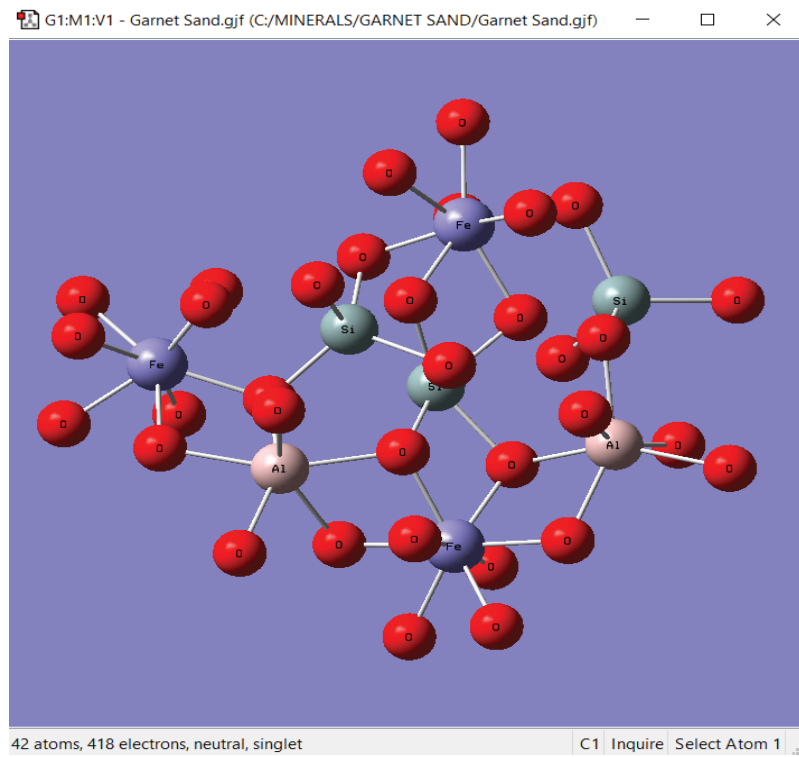 G1:M1:V1 - Garnet Sand.gjf (C:/MINERALS/GARNET SAND/Garnet Sand.gjf)
O
O
O
O
O
Fe
O
O
O
O
O
O
Si
O
O
O
Si
O
O
Fe
O
O
Si
O
O
O
O
O
O
Al
O
O
O
O
Al
O
O
O
O
Fe
O
O
O
O
42 atoms, 418 electrons, neutral, singlet
C1 Inquire Select Atom 1